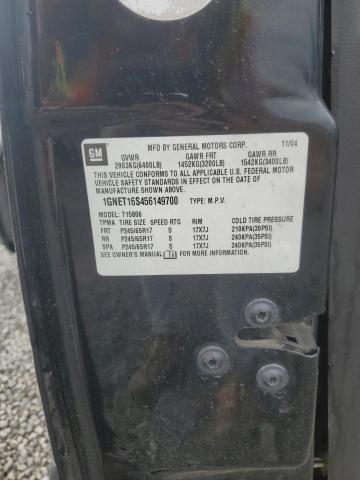 MFD BY GENERAL MOTORS CORP. 11/04
GM GVWR GAWR FRT GAWR RR
2903KG(6400LB) 1452KG(3200LB) 1542KG(3400LB)
THIS VEHICLE CONFORMS TO ALL APPLICABLE U.S. FEDERAL MOTOR
VEHICLE SAFETY STANDARDS IN EFFECT ON THE DATE OF
MANUFACTURE SHOWN ABOVE.
1GNET16S456149700 TYPE: M.P.V.
MODEL: T15806
TPMA TIRE SIZE SPEED RTG RIM COLD TIRE PRESSURE
FRT P245/65R17 S 17X7J 210KPA(30PSI)
RR P245/65R17 S 17X7J 240KPA(35PSI)
SPA P245/65R17 S 17X7J 240KPA(35PSI)
SEE OWNER'S MANUAL FOR ADDITIONAL INFORMATION